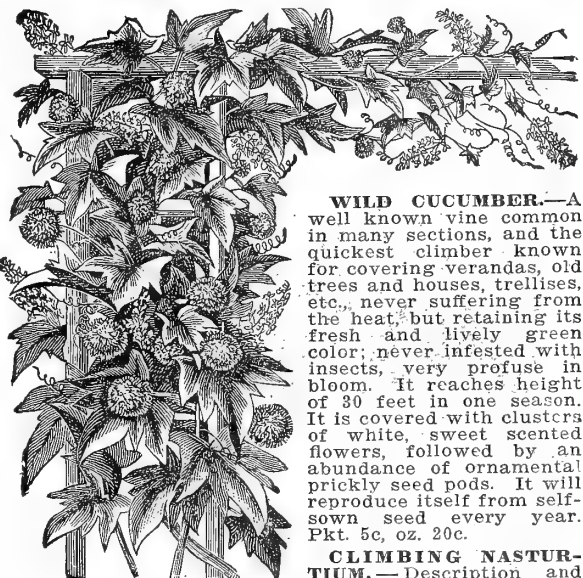 WILD CUCUMBER.—A
well known vine common
in many sections, and the
quickest climber known
for covering verandas, old
trees and houses, trellises,
etc., never suffering from
the heat, but retaining its
fresh and lively green
color; never infested with
insects, very profuse in
bloom. It reaches height
of 30 feet in one season.
It is covered with clusters
of white, sweet scented
flowers, followed by an
abundance of ornamental
prickly seed pods. It will
reproduce itself from self-
sown seed every year.
Pkt. 5c, oz. 20c.
CLIMBING NASTUR-
TIUM.—Description and